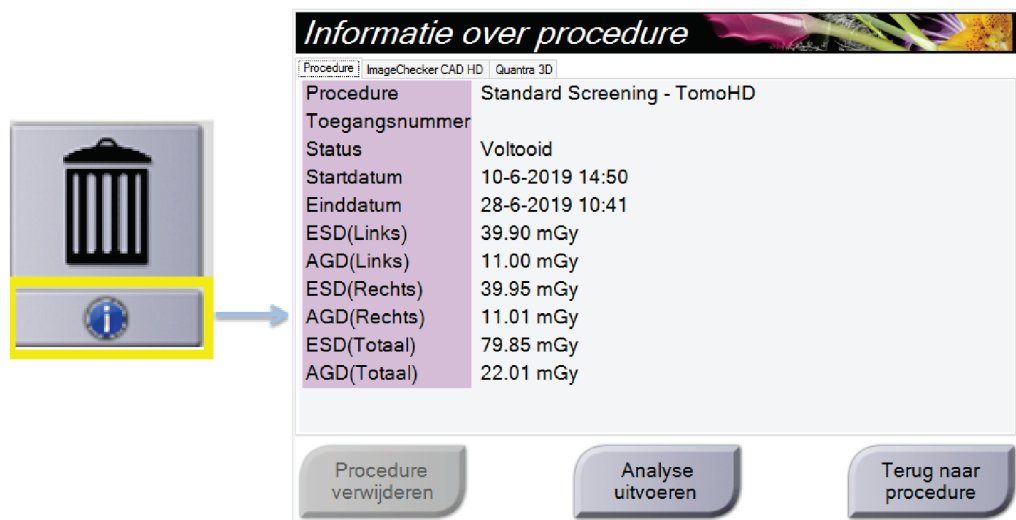 Informatie over procedure
Procedure ImageChecker CAD HD Quantra 3D
Procedure Standard Screening - TomoHD
Toegangsnummer
Status Voltooid
Startdatum 10-6-2019 14:50
Einddatum 28-6-2019 10:41
ESD(Links) 39.90 mGy
AGD(Links) 11.00 mGy
ESD(Rechts) 39.95 mGy
AGD(Rechts) 11.01 mGy
ESD(Totaal) 79.85 mGy
AGD(Totaal) 22.01 mGy
i
Procedure
verwijderen
Analyse
uitvoeren
Terug naar
procedure